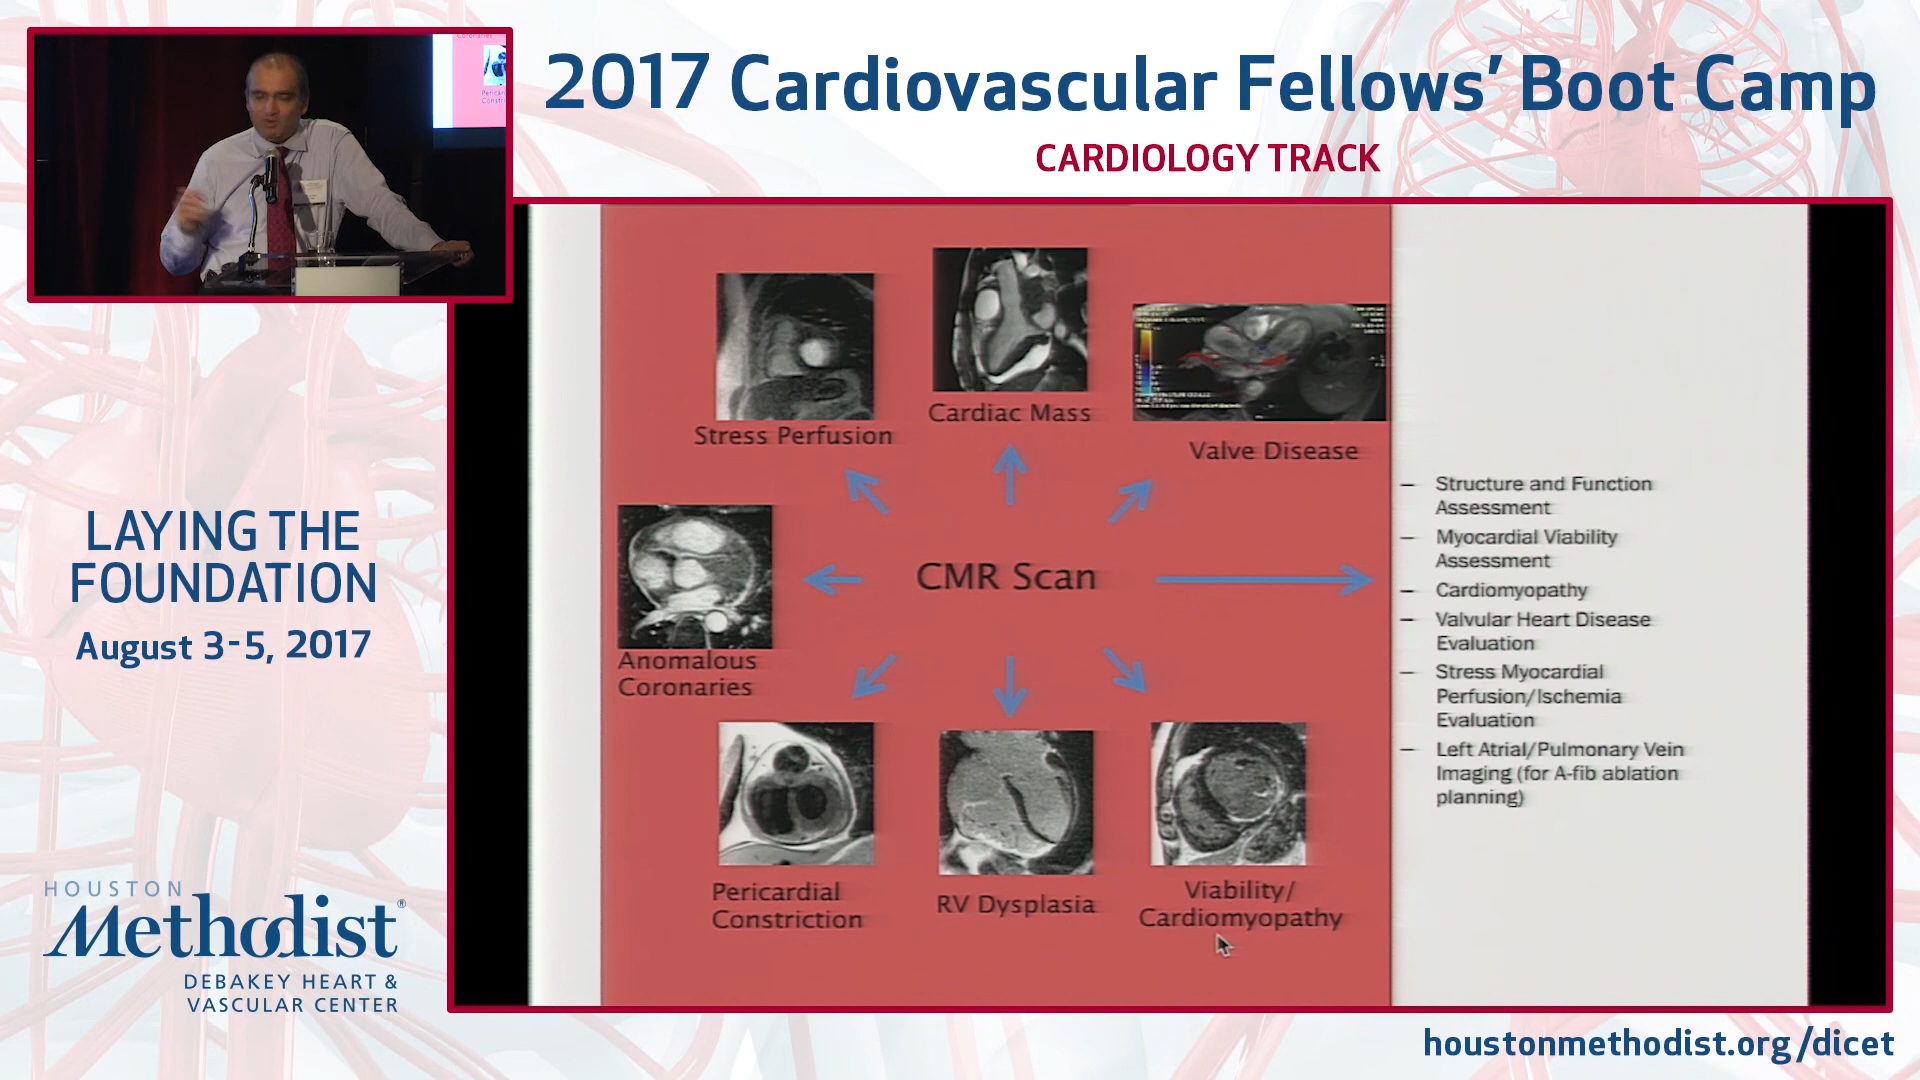 2017 Cardiovascular Fellows' Boot Camp
CARDIOLOGY TRACK
LAYING THE
FOUNDATION
August 3-5, 2017
HOUSTON
Methodist®
DEBAKEY HEART &
VASCULAR CENTER
Stress Perfusion
Cardiac Mass
Valve Disease
Anomalous
Coronaries
CMR Scan
Pericardial
Constriction
RV Dysplasia
Viability/
Cardiomyopathy
– Structure and Function
Assessment
– Myocardial Viability
Assessment
– Cardiomyopathy
– Valvular Heart Disease
Evaluation
– Stress Myocardial
Perfusion/Ischemia
Evaluation
– Left Atrial/Pulmonary Vein
Imaging (for A-fib ablation
planning)
houstonmethodist.org/dicet